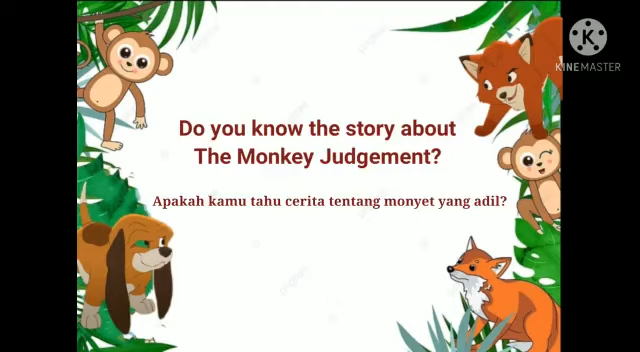 KINEMASTER
Do you know the story about
The Monkey Judgement?
Apakah kamu tahu cerita tentang monyet yang adil?